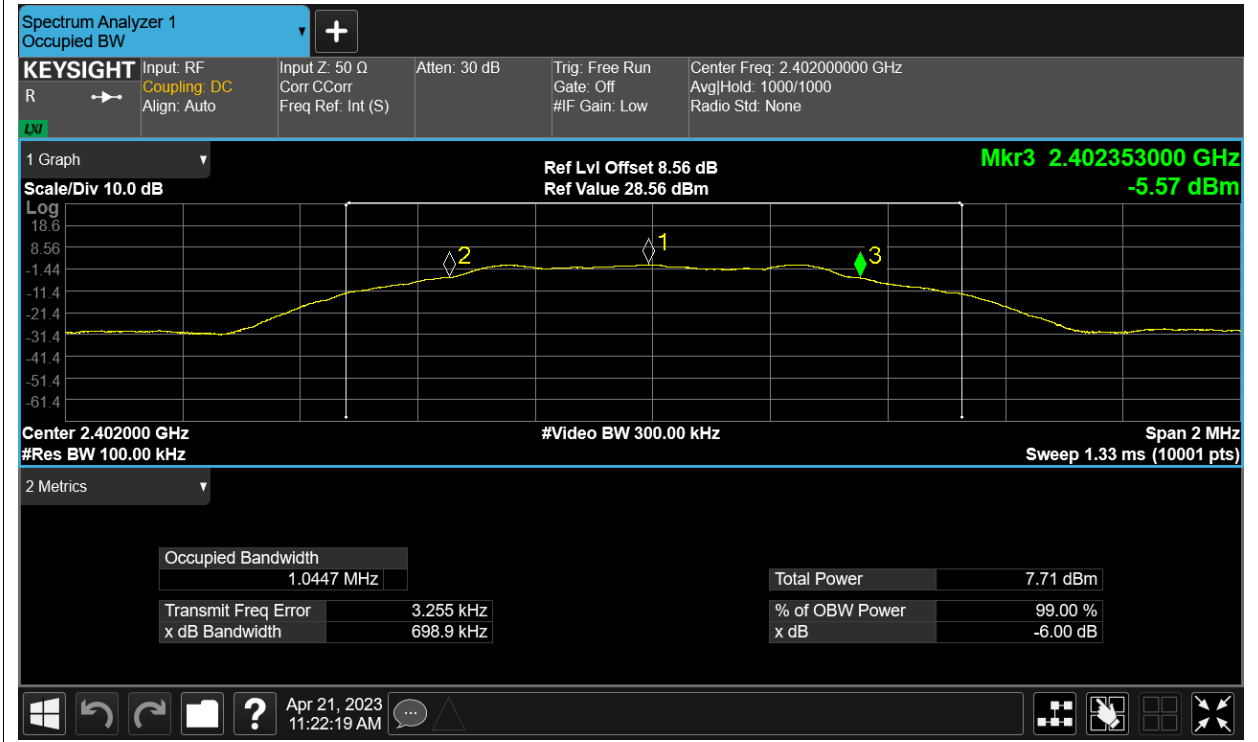 Spectrum Analyzer 1
Occupied BW
KEYSIGHT Input: RF Input Z: 50 Ω Atten: 30 dB Trig: Free Run Center Freq: 2.402000000 GHz
R Coupling: DC Corr CCorr Gate: Off Avg|Hold: 1000/1000
Align: Auto Freq Ref: Int (S) #IF Gain: Low Radio Std: None
LXI
1 Graph
Ref Lvl Offset 8.56 dB Mkr3 2.402353000 GHz
Scale/Div 10.0 dB Ref Value 28.56 dBm -5.57 dBm
Log
18.6
8.56
-1.44
-11.4
-21.4
-31.4
-41.4
-51.4
-61.4
2 1 3
Center 2.402000 GHz #Video BW 300.00 kHz Span 2 MHz
#Res BW 100.00 kHz Sweep 1.33 ms (10001 pts)
2 Metrics
Occupied Bandwidth
1.0447 MHz Total Power 7.71 dBm
Transmit Freq Error 3.255 kHz % of OBW Power 99.00 %
x dB Bandwidth 698.9 kHz x dB -6.00 dB
? Apr 21, 2023
11:22:19 AM